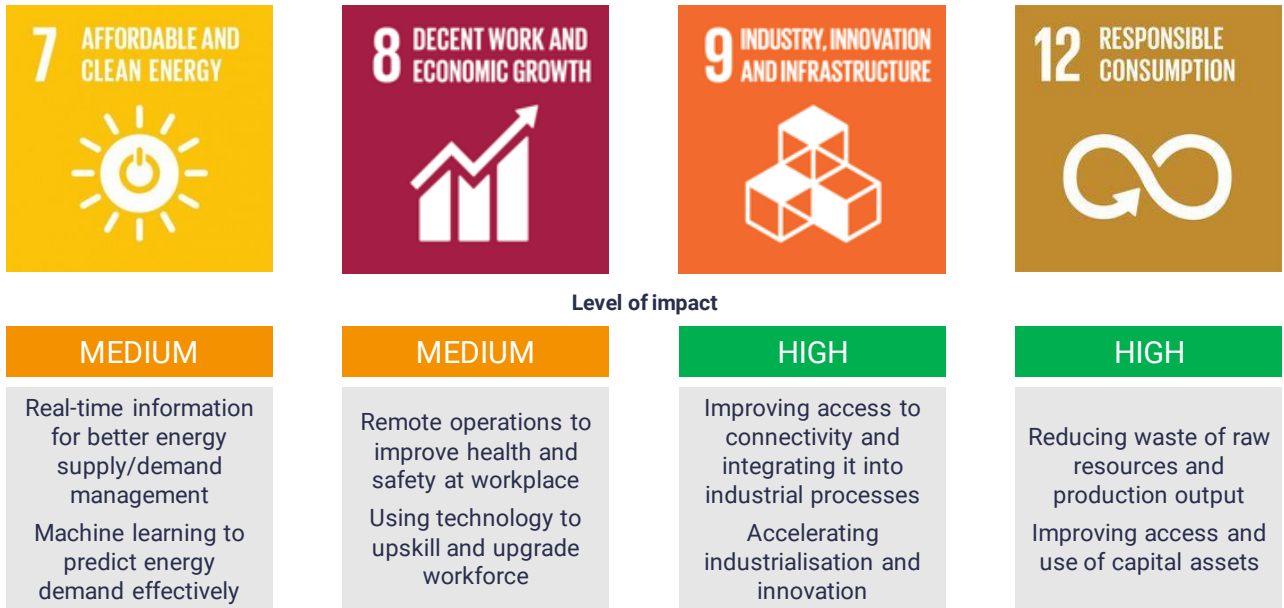 7 AFFORDABLE AND
CLEAN ENERGY
8 DECENT WORK AND
ECONOMIC GROWTH
9 INDUSTRY, INNOVATION
AND INFRASTRUCTURE
12 RESPONSIBLE
CONSUMPTION
Level of impact
MEDIUM
MEDIUM
HIGH
HIGH
Real-time information
for better energy
supply/demand
management
Machine learning to
predict energy
demand effectively
Remote operations to
improve health and
safety at workplace
Using technology to
upskill and upgrade
workforce
Improving access to
connectivity and
integrating it into
industrial processes
Accelerating
industrialisation and
innovation
Reducing waste of raw
resources and
production output
Improving access and
use of capital assets